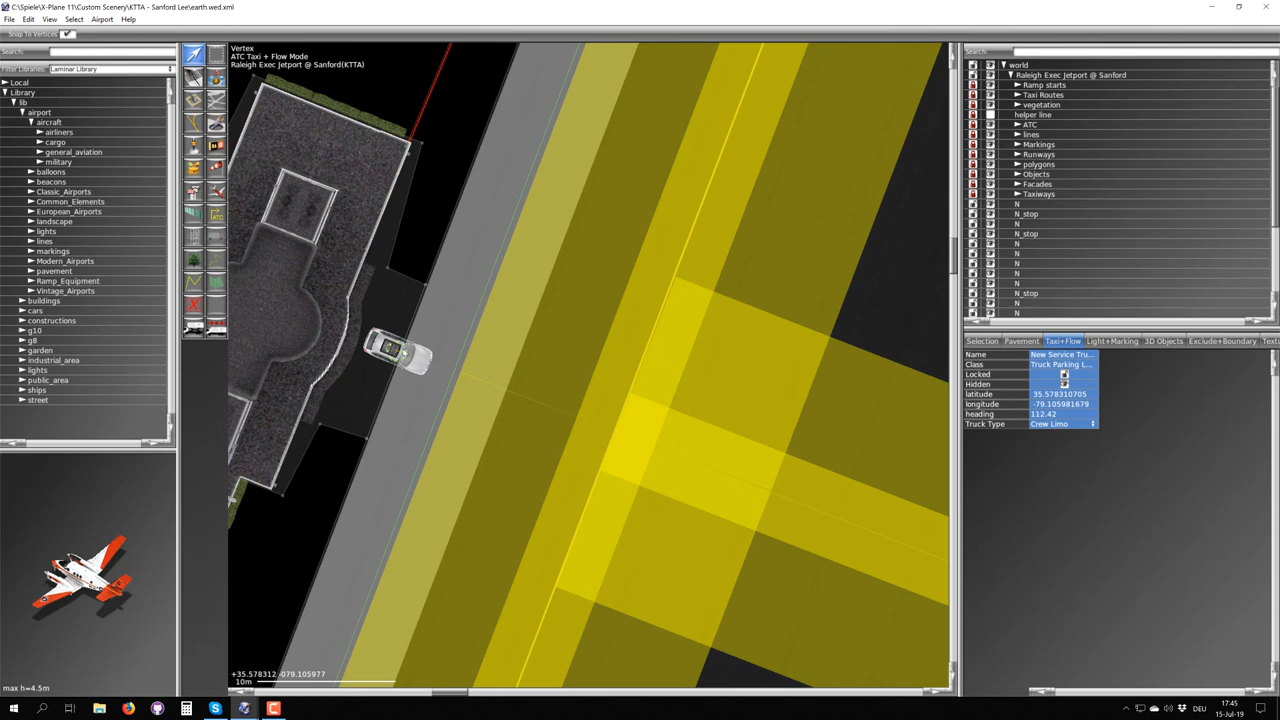 C:\Spiele\X-Plane 11\Custom Scenery\KTTA - Sanford Lee\earth.wed.xml
File Edit View Select Airport Help
Snap To Vertices
Search:
Filter Libraries: Laminar Library
Local
Library
lib
airport
aircraft
airliners
cargo
general_aviation
military
balloons
beacons
Classic_Airports
Common_Elements
European_Airports
landscape
lights
lines
markings
Modern_Airports
pavement
Ramp_Equipment
Vintage_Airports
buildings
cars
constructions
g10
g8
garden
industrial_area
lights
public_area
ships
street
max h=4.5m
Vertex
ATC Taxi + Flow Mode
Raleigh Exec Jetport @ Sanford(KTTA)
ATC
+35.578312 -079.105977
10m
Search:
world
Raleigh Exec Jetport @ Sanford
Ramp starts
Taxi Routes
vegetation
helper line
ATC
lines
Markings
Runways
polygons
Objects
Facades
Taxiways
N
N_stop
N
N_stop
N
N
N
N
N
N_stop
N
N
Selection Pavement Taxi+Flow Light+Marking 3D Objects Exclude+Boundary Textu
Name New Service Tru...
Class Truck Parking L...
Locked
Hidden
latitude 35.578310705
longitude -79.105981679
heading 112.42
Truck Type Crew Limo
DEU
17:45
15-Jul-19